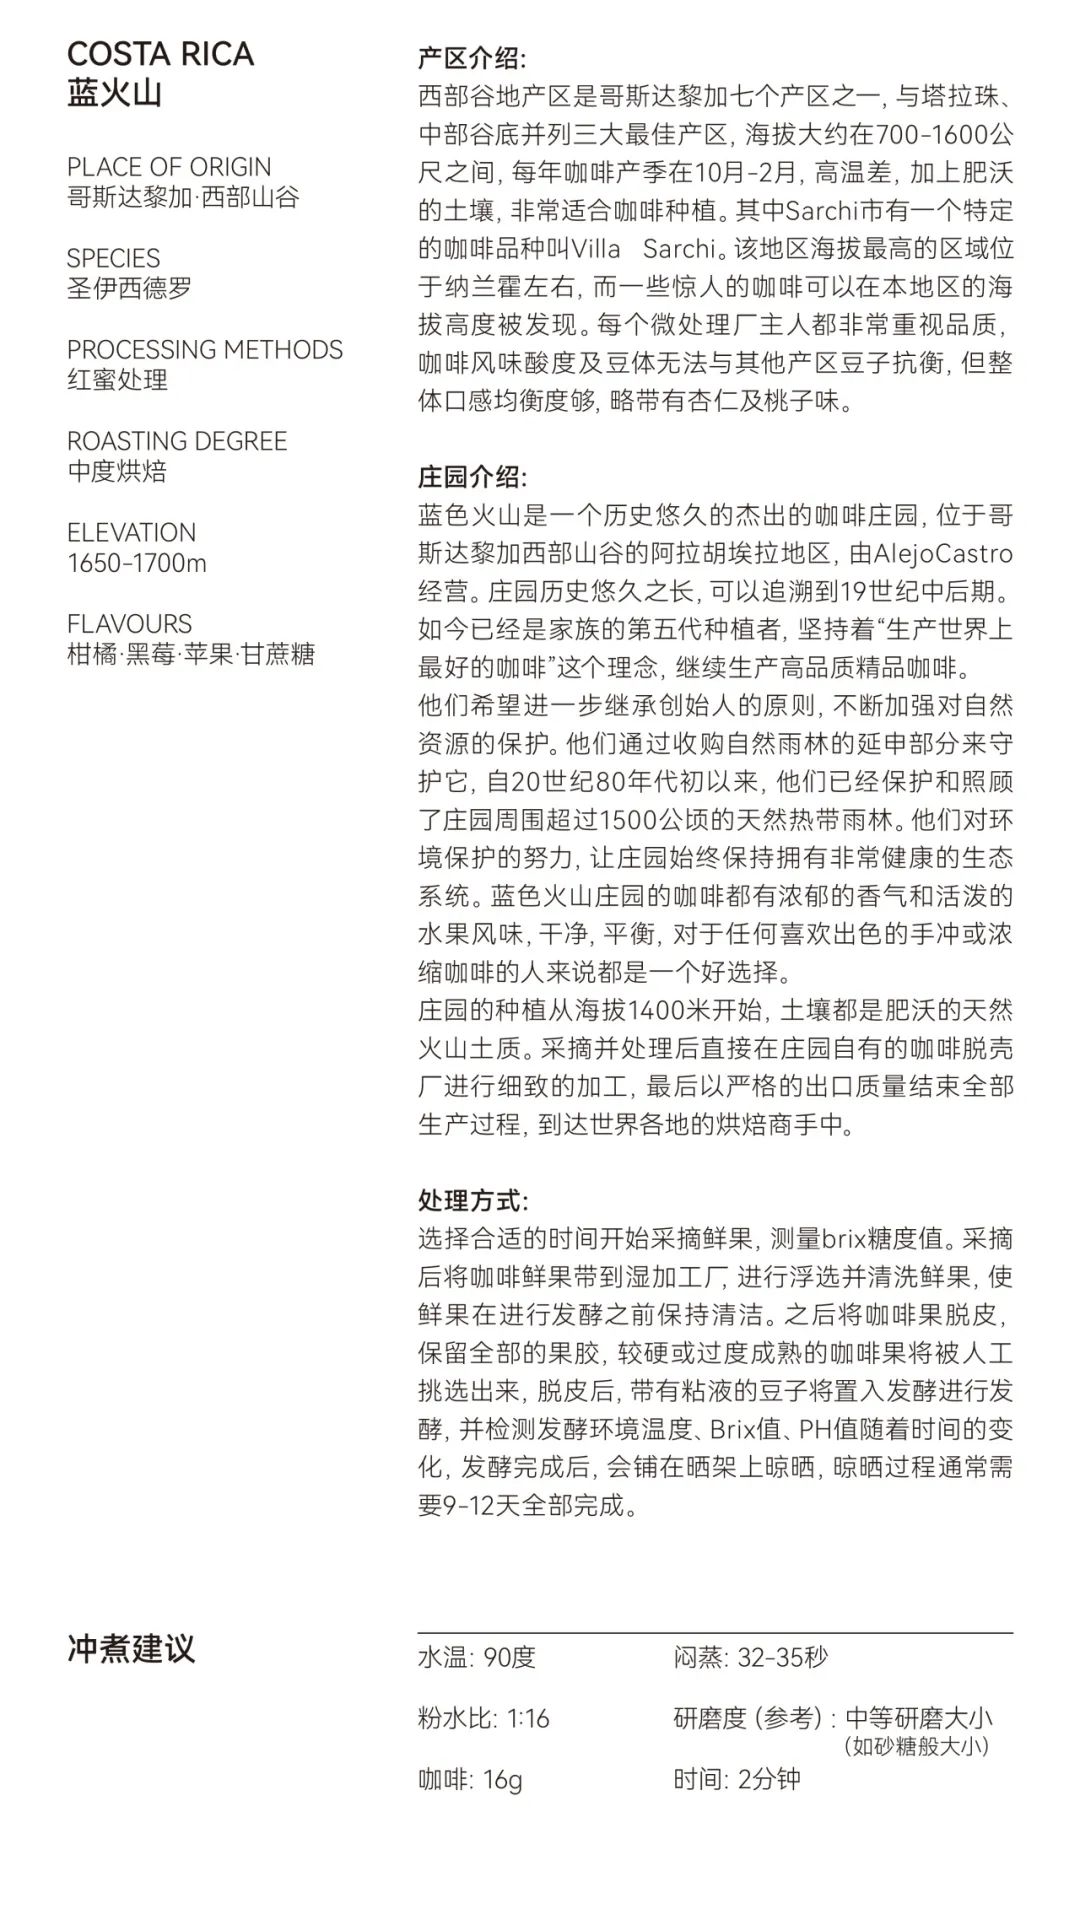 COSTA RICA
蓝火山
PLACE OF ORIGIN
哥斯达黎加·西部山谷
SPECIES
圣伊西德罗
PROCESSING METHODS
红蜜处理
ROASTING DEGREE
中度烘焙
ELEVATION
1650-1700m
FLAVOURS
柑橘·黑莓·苹果·甘蔗糖
产区介绍:
西部谷地产区是哥斯达黎加七个产区之一, 与塔拉珠、
中部谷底并列三大最佳产区, 海拔大约在700-1600公
尺之间, 每年咖啡产季在10月-2月, 高温差, 加上肥沃
的土壤, 非常适合咖啡种植。其中Sarchi市有一个特定
的咖啡品种叫Villa Sarchi。该地区海拔最高的区域位
于纳兰霍左右, 而一些惊人的咖啡可以在本地区的海
拔高度被发现。每个微处理厂主人都非常重视品质,
咖啡风味酸度及豆体无法与其他产区豆子抗衡, 但整
体口感均衡度够, 略带有杏仁及桃子味。
庄园介绍:
蓝色火山是一个历史悠久的杰出的咖啡庄园, 位于哥
斯达黎加西部山谷的阿拉胡埃拉地区, 由AlejoCastro
经营。庄园历史悠久之长, 可以追溯到19世纪中后期。
如今已经是家族的第五代种植者, 坚持着“生产世界上
最好的咖啡”这个理念, 继续生产高品质精品咖啡。
他们希望进一步继承创始人的原则, 不断加强对自然
资源的保护。他们通过收购自然雨林的延申部分来守
护它, 自20世纪80年代初以来, 他们已经保护和照顾
了庄园周围超过1500公顷的天然热带雨林。他们对环
境保护的努力, 让庄园始终保持拥有非常健康的生态
系统。蓝色火山庄园的咖啡都有浓郁的香气和活泼的
水果风味, 干净, 平衡, 对于任何喜欢出色的手冲或浓
缩咖啡的人来说都是一个好选择。
庄园的种植从海拔1400米开始, 土壤都是肥沃的天然
火山土质。采摘并处理后直接在庄园自有的咖啡脱壳
厂进行细致的加工, 最后以严格的出口质量结束全部
生产过程, 到达世界各地的烘焙商手中。
处理方式:
选择合适的时间开始采摘鲜果, 测量brix糖度值。采摘
后将咖啡鲜果带到湿加工厂, 进行浮选并清洗鲜果, 使
鲜果在进行发酵之前保持清洁。之后将咖啡果脱皮,
保留全部的果胶, 较硬或过度成熟的咖啡果将被人工
挑选出来, 脱皮后, 带有粘液的豆子将置入发酵进行发
酵, 并检测发酵环境温度、Brix值、PH值随着时间的变
化, 发酵完成后, 会铺在晒架上晾晒, 晾晒过程通常需
要9-12天全部完成。
冲煮建议
水温: 90度 闷蒸: 32-35秒
粉水比: 1:16 研磨度 (参考) : 中等研磨大小
(如砂糖般大小)
咖啡: 16g 时间: 2分钟